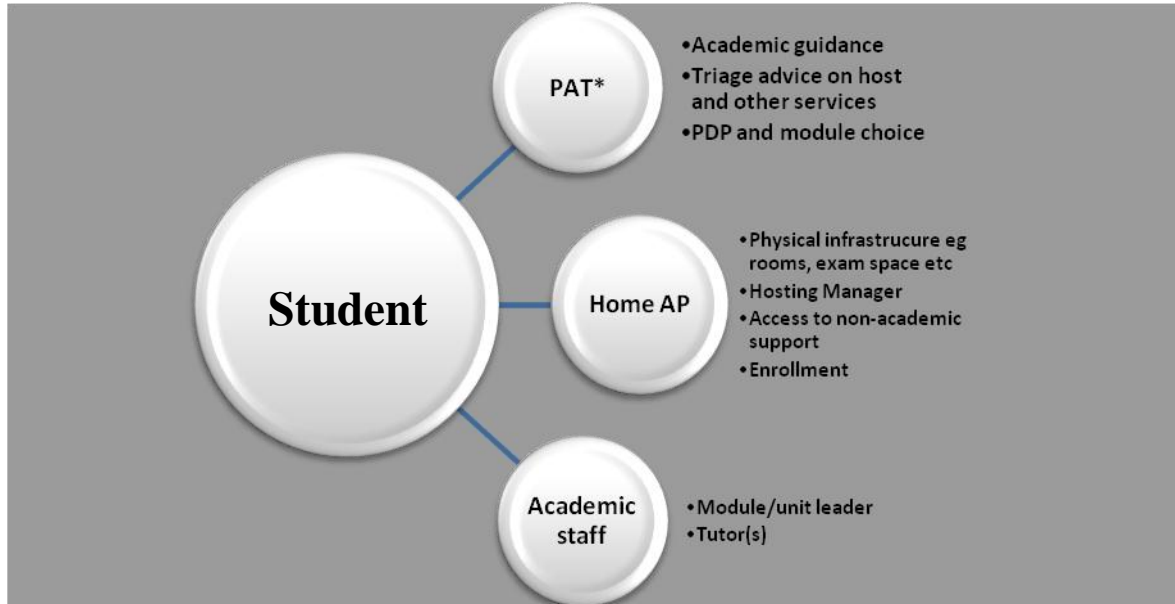 PAT*
•Academic guidance
•Triage advice on host
and other services
•PDP and module choice
Student
Home AP
•Physical infrastrucure eg
rooms, exam space etc
•Hosting Manager
•Access to non-academic
support
•Enrollment
Academic
staff
•Module/unit leader
•Tutor(s)